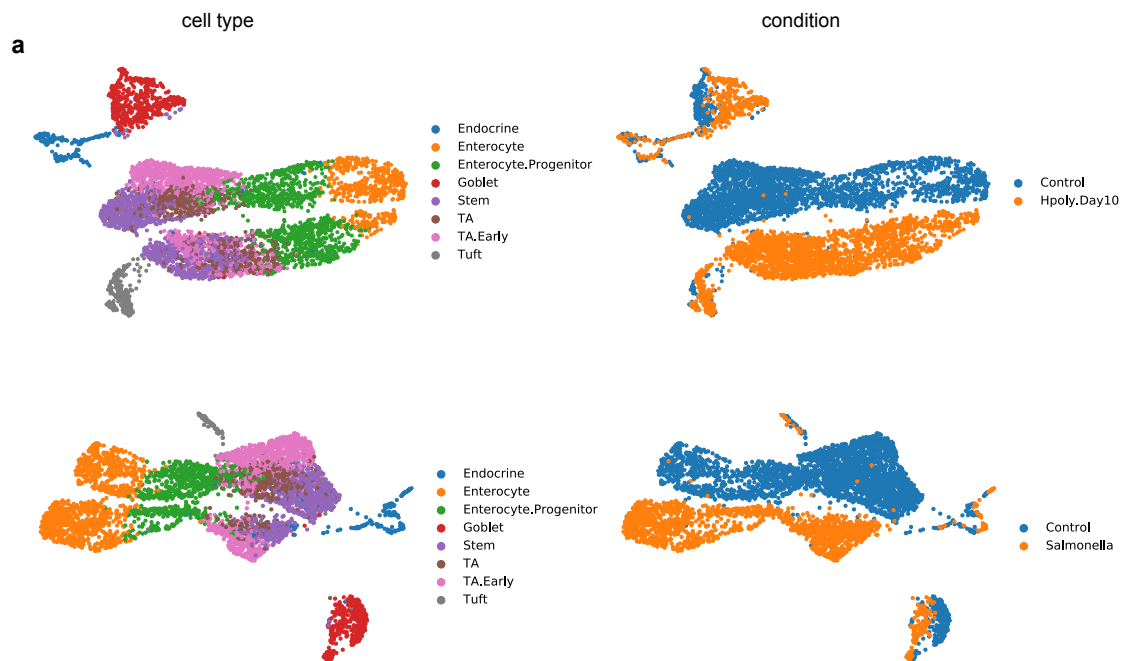 cell type
condition
a
Endocrine
Enterocyte
Enterocyte.Progenitor
Goblet
Stem
TA
TA.Early
Tuft
Control
Hpoly.Day10
Endocrine
Enterocyte
Enterocyte.Progenitor
Goblet
Stem
TA
TA.Early
Tuft
Control
Salmonella